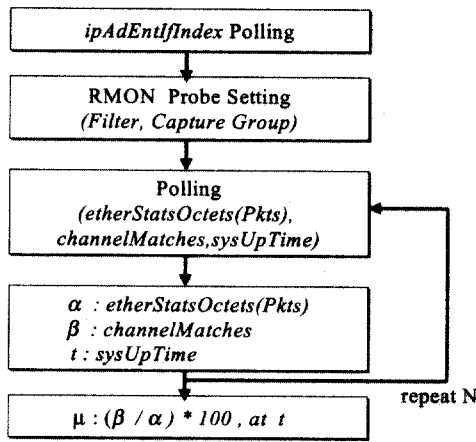 ipAdEntIfIndex Polling
RMON Probe Setting
(Filter, Capture Group)
Polling
(etherStatsOctets(Pkts),
channelMatches,sysUpTime)
α : etherStatsOctets(Pkts)
β : channelMatches
t : sysUpTime
repeat N
μ : (β / α) * 100 , at t